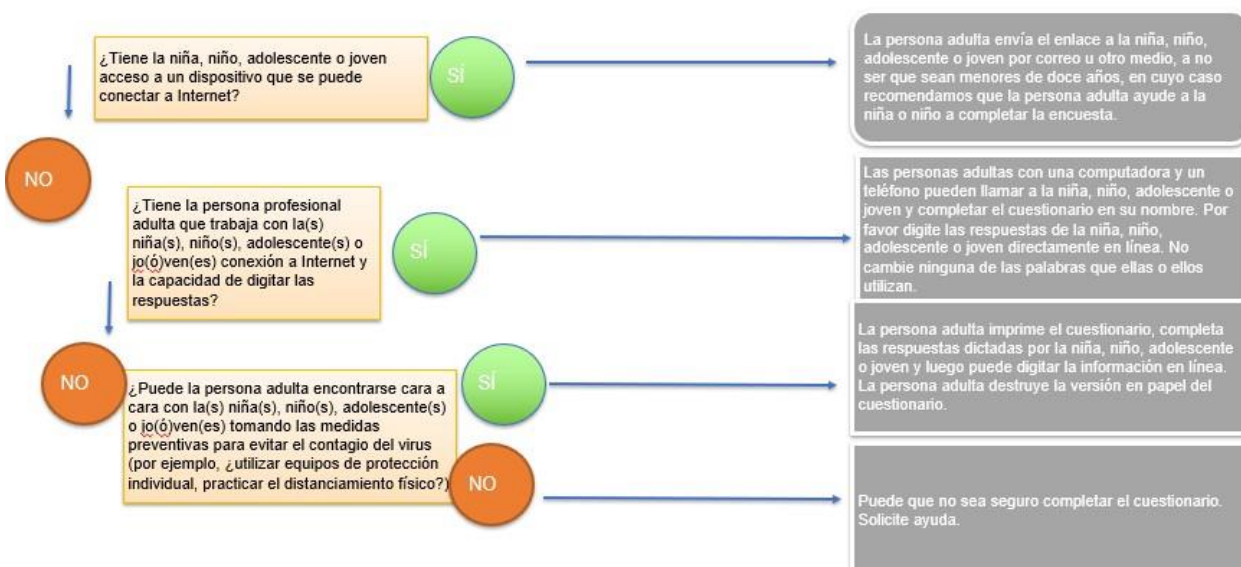 ¿Tiene la niña, niño, adolescente o joven
acceso a un dispositivo que se puede
conectar a Internet?
SÍ
La persona adulta envía el enlace a la niña, niño,
adolescente o joven por correo u otro medio, a no
ser que sean menores de doce años, en cuyo caso
recomendamos que la persona adulta ayude a la
niña o niño a completar la encuesta.
NO
¿Tiene la persona profesional
adulta que trabaja con la(s)
niña(s), niño(s), adolescente(s) o
jo(ó)ven(es) conexión a Internet y
la capacidad de digitar las
respuestas?
SÍ
Las personas adultas con una computadora y un
teléfono pueden llamar a la niña, niño, adolescente o
joven y completar el cuestionario en su nombre. Por
favor digite las respuestas de la niña, niño,
adolescente o joven directamente en línea. No
cambie ninguna de las palabras que ellas o ellos
utilizan.
NO
¿Puede la persona adulta encontrarse cara a
cara con la(s) niña(s), niño(s), adolescente(s)
o jo(ó)ven(es) tomando las medidas
preventivas para evitar el contagio del virus
(por ejemplo, ¿utilizar equipos de protección
individual, practicar el distanciamiento físico?)
SÍ
La persona adulta imprime el cuestionario, completa
las respuestas dictadas por la niña, niño, adolescente
o joven y luego puede digitar la información en línea.
La persona adulta destruye la versión en papel del
cuestionario.
NO
Puede que no sea seguro completar el cuestionario.
Solicite ayuda.